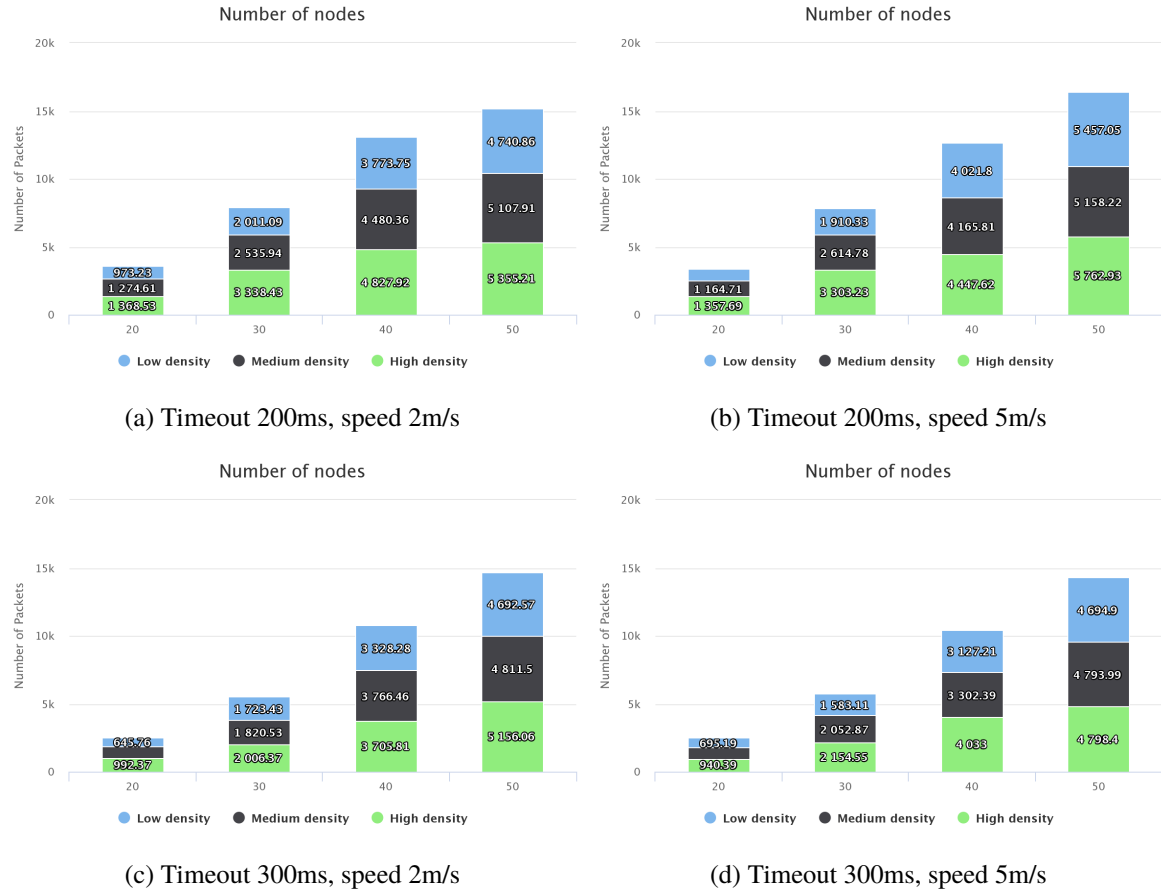 Number of nodes
20k
15k
10k
5k
0
Number of Packets
973.23
1 274.61
1 368.53
2 011.09
2 535.94
3 338.43
3 773.75
4 480.36
4 827.92
4 740.86
5 107.91
5 355.21
20 30 40 50
Low density Medium density High density
(a) Timeout 200ms, speed 2m/s
Number of nodes
20k
15k
10k
5k
0
Number of Packets
1 164.71
1 357.69
1 910.33
2 614.78
3 303.23
4 021.8
4 165.81
4 447.62
5 457.05
5 158.22
5 762.93
20 30 40 50
Low density Medium density High density
(b) Timeout 200ms, speed 5m/s
Number of nodes
20k
15k
10k
5k
0
Number of Packets
645.76
992.37
1 723.43
1 820.53
2 006.37
3 328.28
3 766.46
3 705.81
4 692.57
4 811.5
5 156.06
20 30 40 50
Low density Medium density High density
(c) Timeout 300ms, speed 2m/s
Number of nodes
20k
15k
10k
5k
0
Number of Packets
695.19
940.39
1 583.11
2 052.87
2 154.55
3 127.21
3 302.39
4 033
4 694.9
4 793.99
4 798.4
20 30 40 50
Low density Medium density High density
(d) Timeout 300ms, speed 5m/s